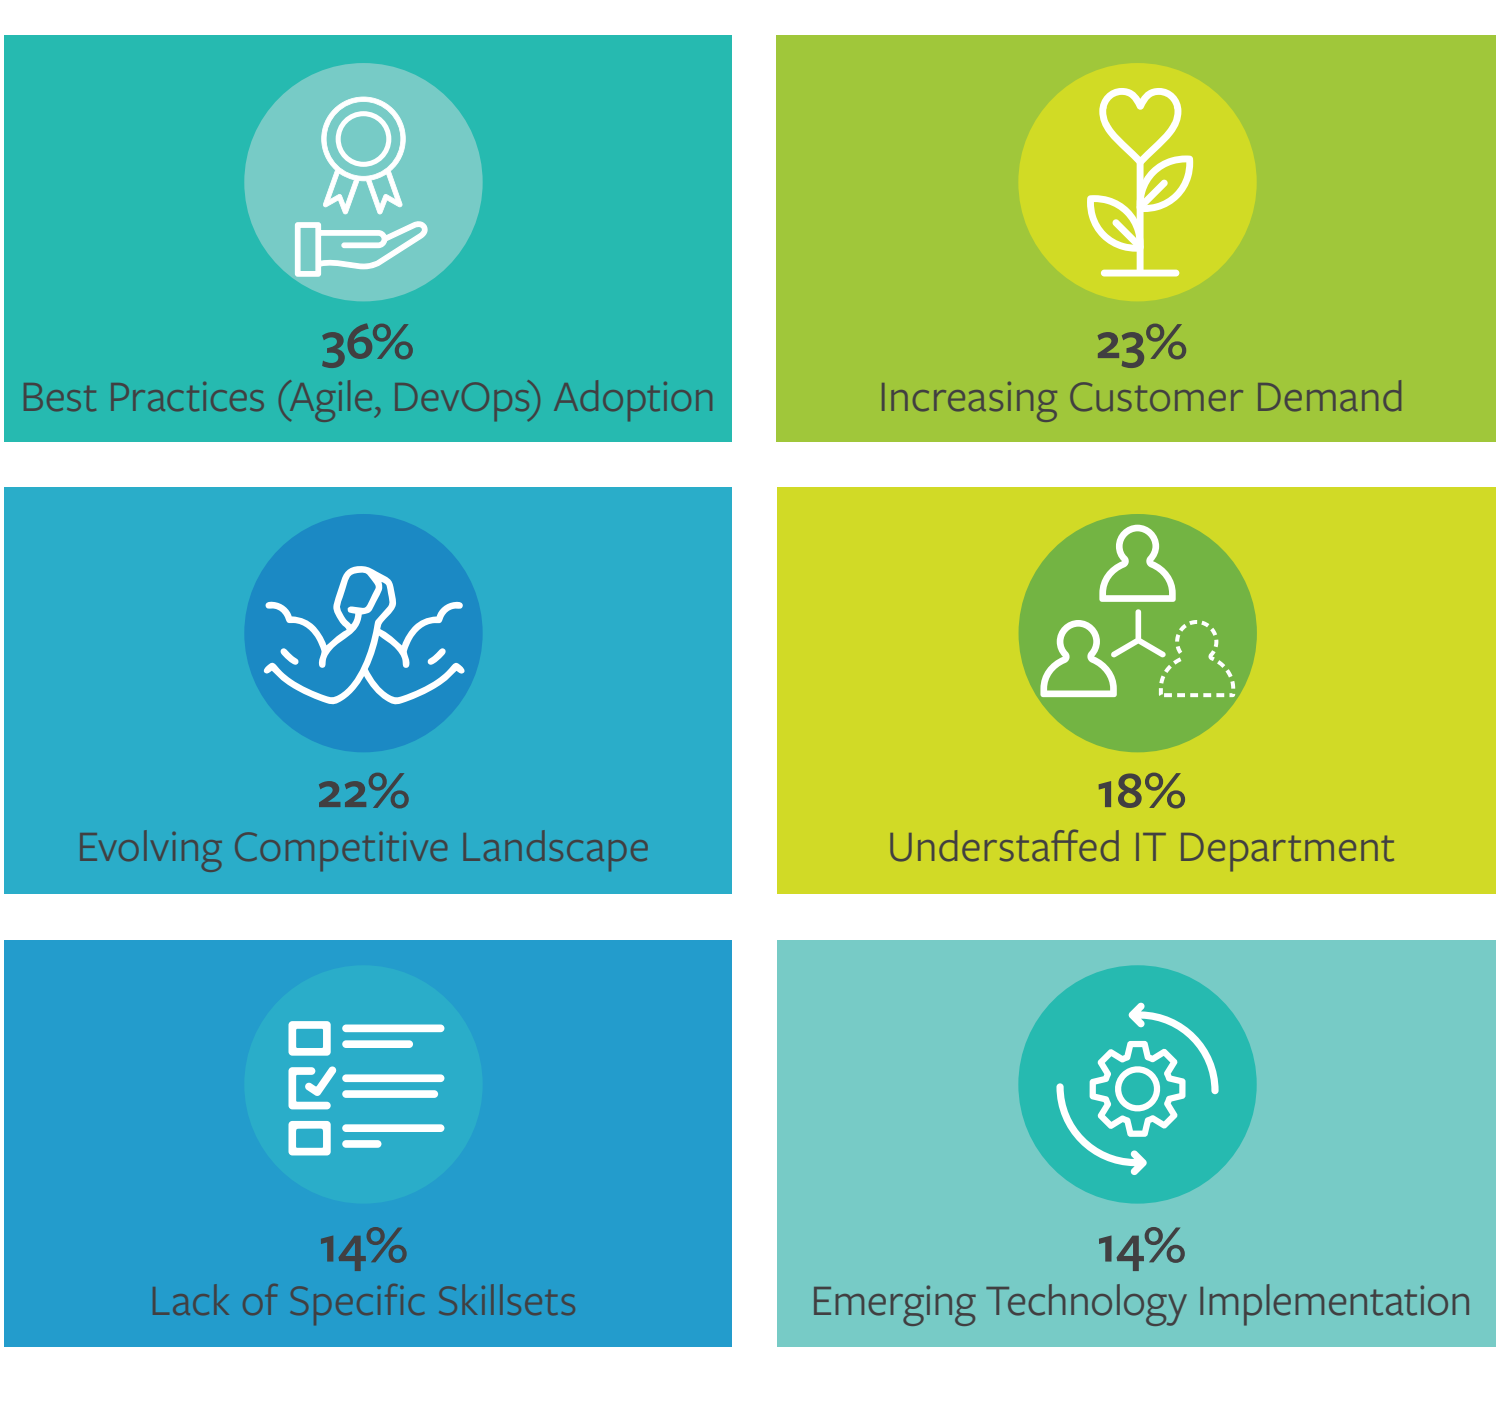 36%
Best Practices (Agile, DevOps) Adoption
23%
Increasing Customer Demand
22%
Evolving Competitive Landscape
18%
Understaffed IT Department
14%
Lack of Specific Skillsets
14%
Emerging Technology Implementation